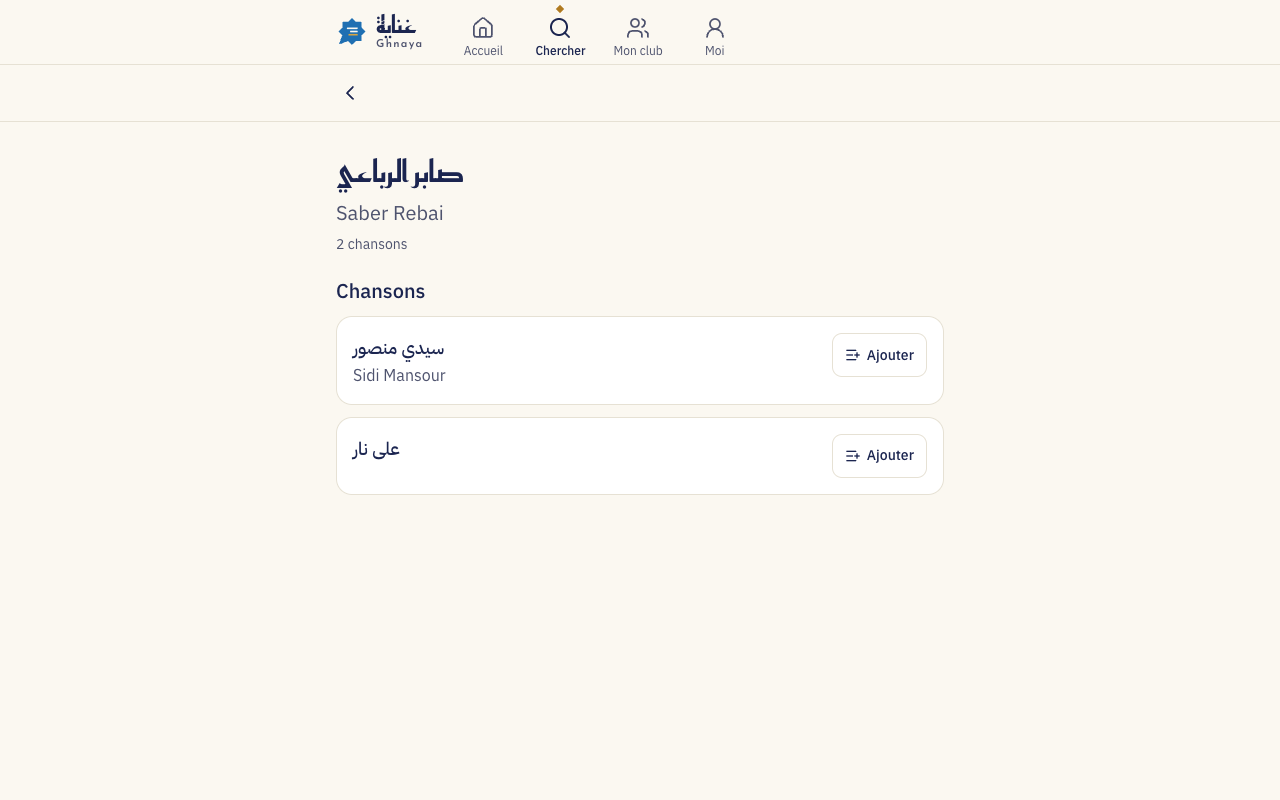 غناية
Ghnaya
Accueil
Chercher
Mon club
Moi
صابر الرباعي
Saber Rebai
2 chansons
Chansons
سيدي منصور
Sidi Mansour
Ajouter
على نار
Ajouter